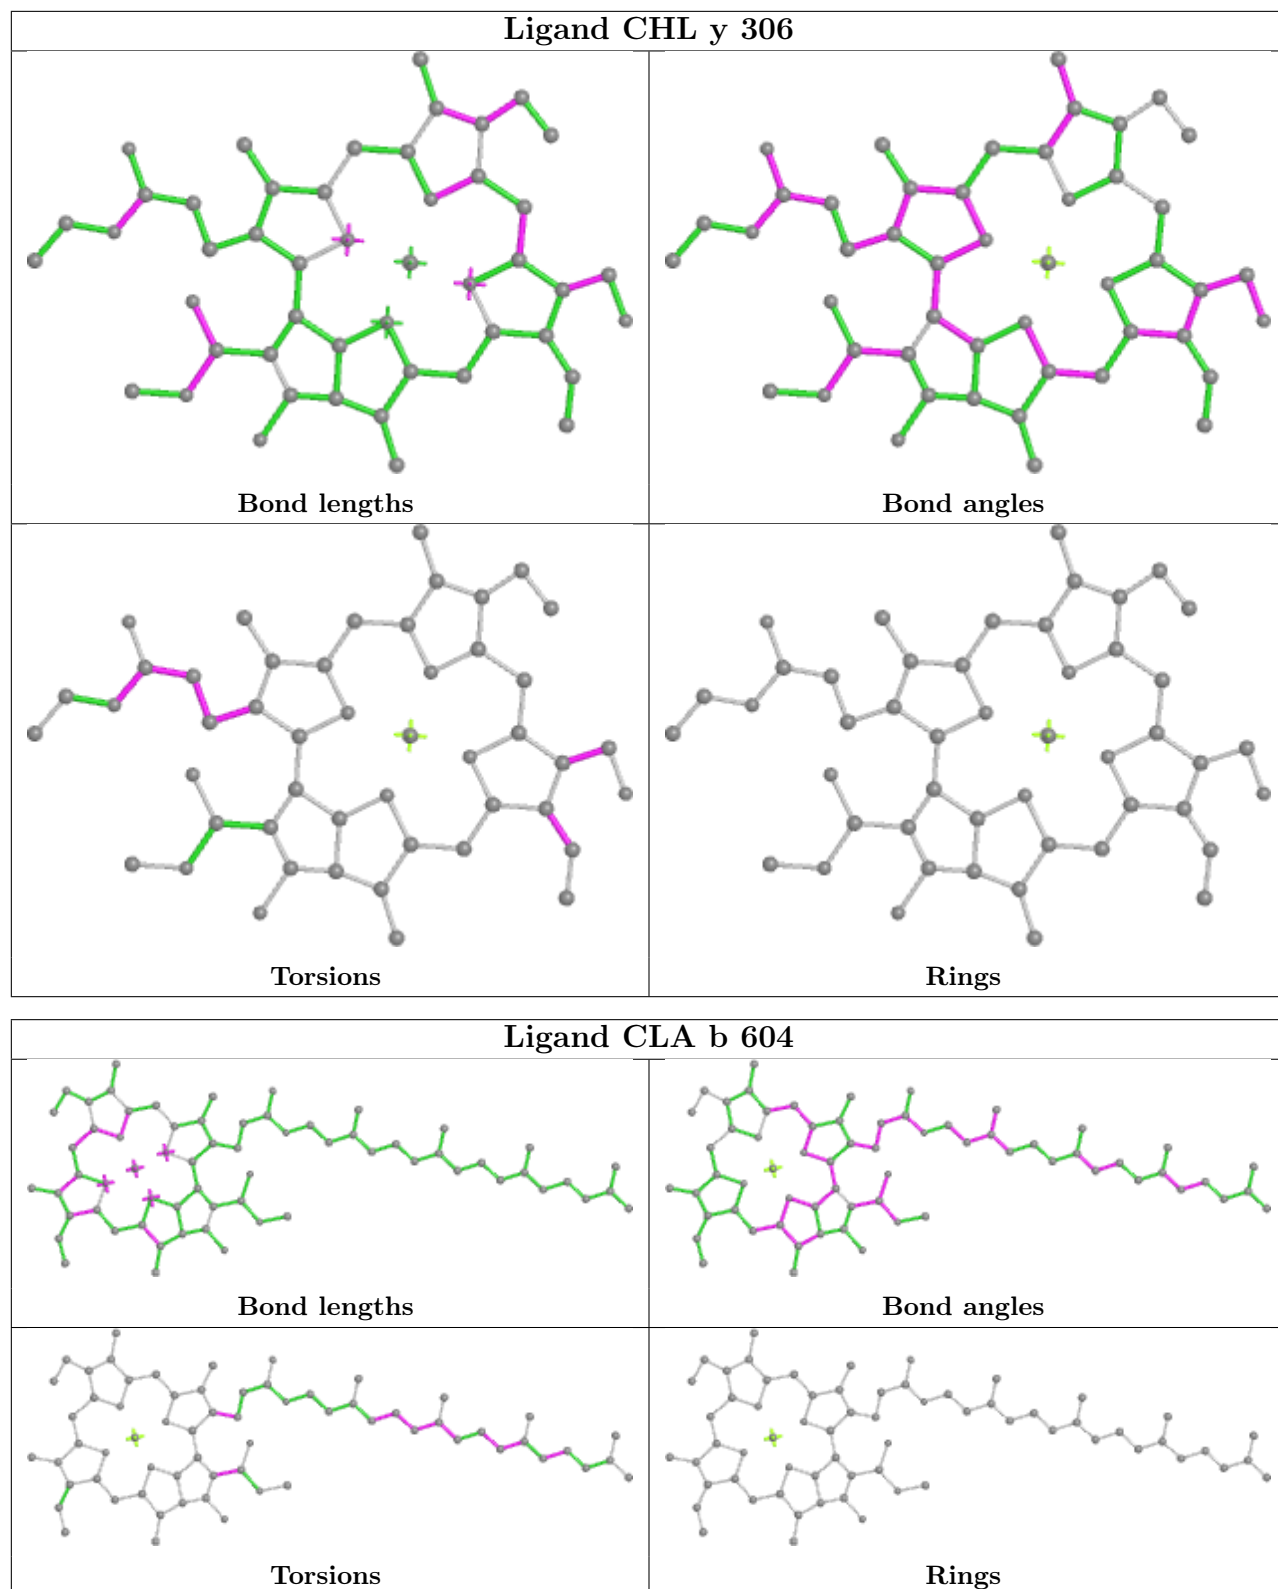 Ligand CHL y 306
Bond lengths
Bond angles
Torsions
Rings
Ligand CLA b 604
Bond lengths
Bond angles
Torsions
Rings